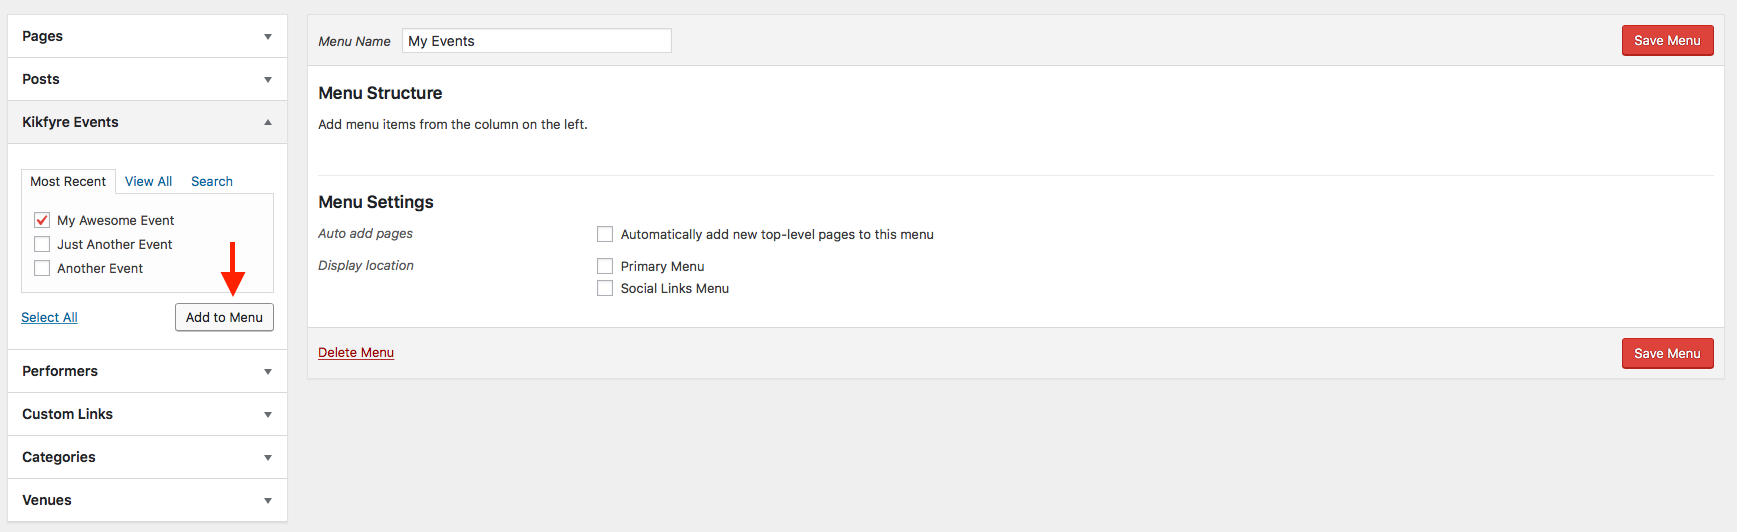 Pages
Posts
Kikfyre Events
Most Recent View All Search
My Awesome Event
Just Another Event
Another Event
Select All Add to Menu
Performers
Custom Links
Categories
Venues
Menu Name My Events Save Menu
Menu Structure
Add menu items from the column on the left.
Menu Settings
Auto add pages Automatically add new top-level pages to this menu
Display location Primary Menu
Social Links Menu
Delete Menu Save Menu